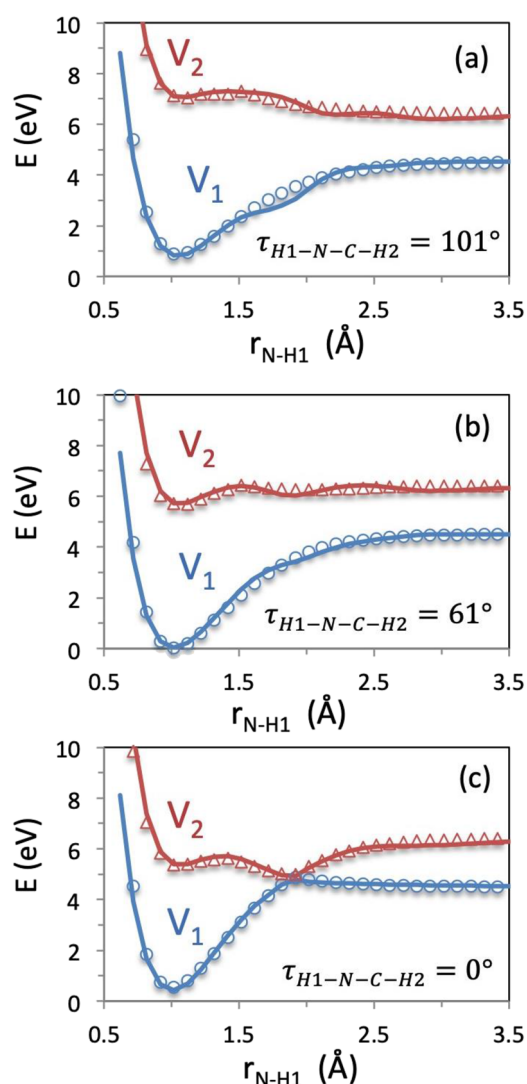 10
8
6
4
2
0
E (eV)
V2
V1
(a)
τH1−N−C−H2 = 101°
0.5 1.5 2.5 3.5
rN-H1 (Å)
10
8
6
4
2
0
E (eV)
V2
V1
(b)
τH1−N−C−H2 = 61°
0.5 1.5 2.5 3.5
rN-H1 (Å)
10
8
6
4
2
0
E (eV)
V2
V1
(c)
τH1−N−C−H2 = 0°
0.5 1.5 2.5 3.5
rN-H1 (Å)